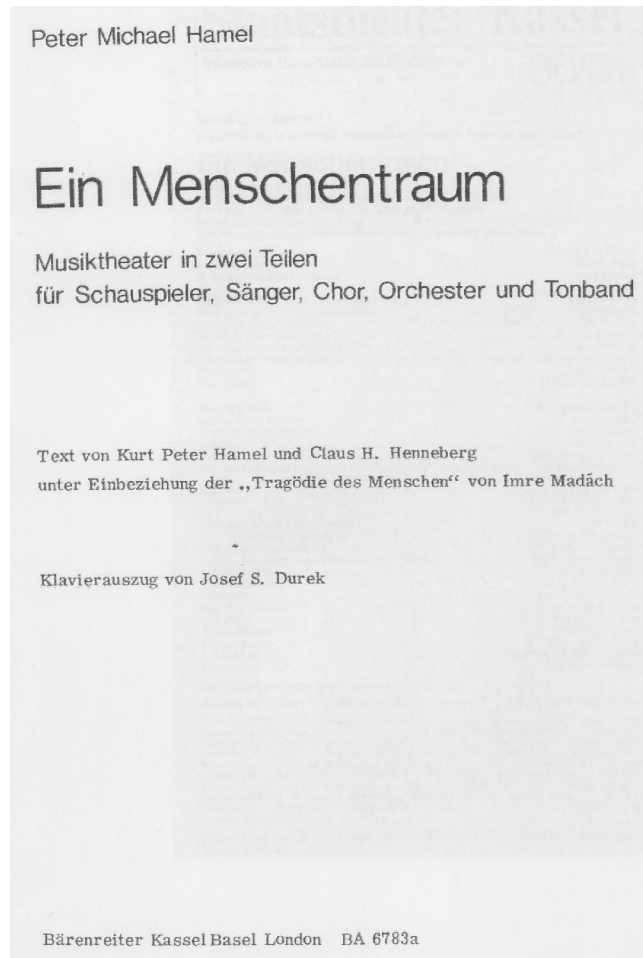 Peter Michael Hamel
Ein Menschentraum
Musiktheater in zwei Teilen
für Schauspieler, Sänger, Chor, Orchester und Tonband
Text von Kurt Peter Hamel und Claus H. Henneberg
unter Einbeziehung der „Tragödie des Menschen“ von Imre Madách
Klavierauszug von Josef S. Durek
Bärenreiter Kassel Basel London BA 6783a